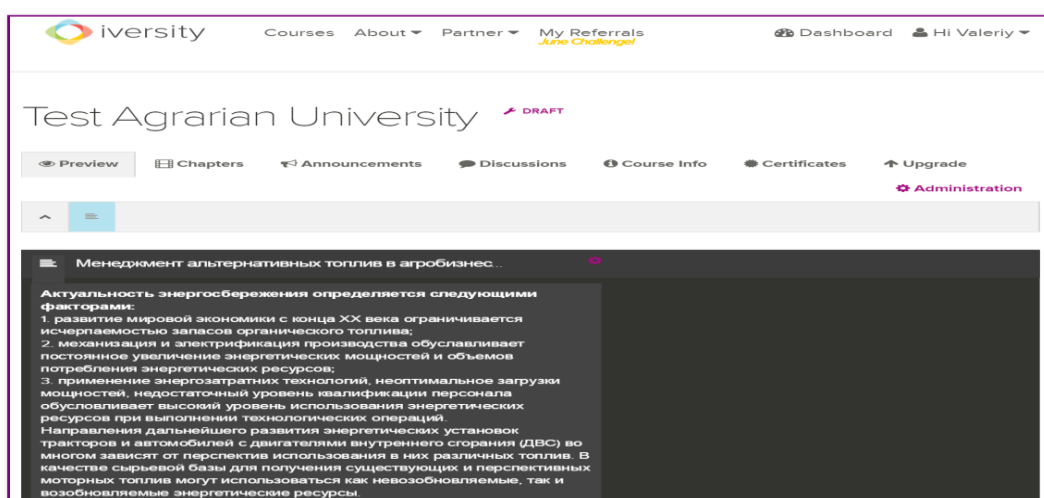 iversity Courses About Partner My Referrals Dashboard Hi Valeriy
June Challenge!
Test Agrarian University DRAFT
Preview Chapters Announcements Discussions Course Info Certificates Upgrade
Administration
Менеджмент альтернативных топлив в агробизнес...
Актуальность энергосбережения определяется следующими
факторами:
1. развитие мировой экономики с конца XX века ограничивается
исчерпаемостью запасов органического топлива;
2. механизация и электрификация производства обуславливает
постоянное увеличение энергетических мощностей и объемов
потребления энергетических ресурсов;
3. применение энергозатратних технологий, неоптимальное загрузки
мощностей, недостаточный уровень квалификации персонала
обусловливает высокий уровень использования энергетических
ресурсов при выполнении технологических операций.
Направления дальнейшего развития энергетических установок
тракторов и автомобилей с двигателями внутреннего сгорания (ДВС) во
многом зависят от перспектив использования в них различных топлив. В
качестве сырьевой базы для получения существующих и перспективных
моторных топлив могут использоваться как невозобновляемые, так и
возобновляемые энергетические ресурсы.